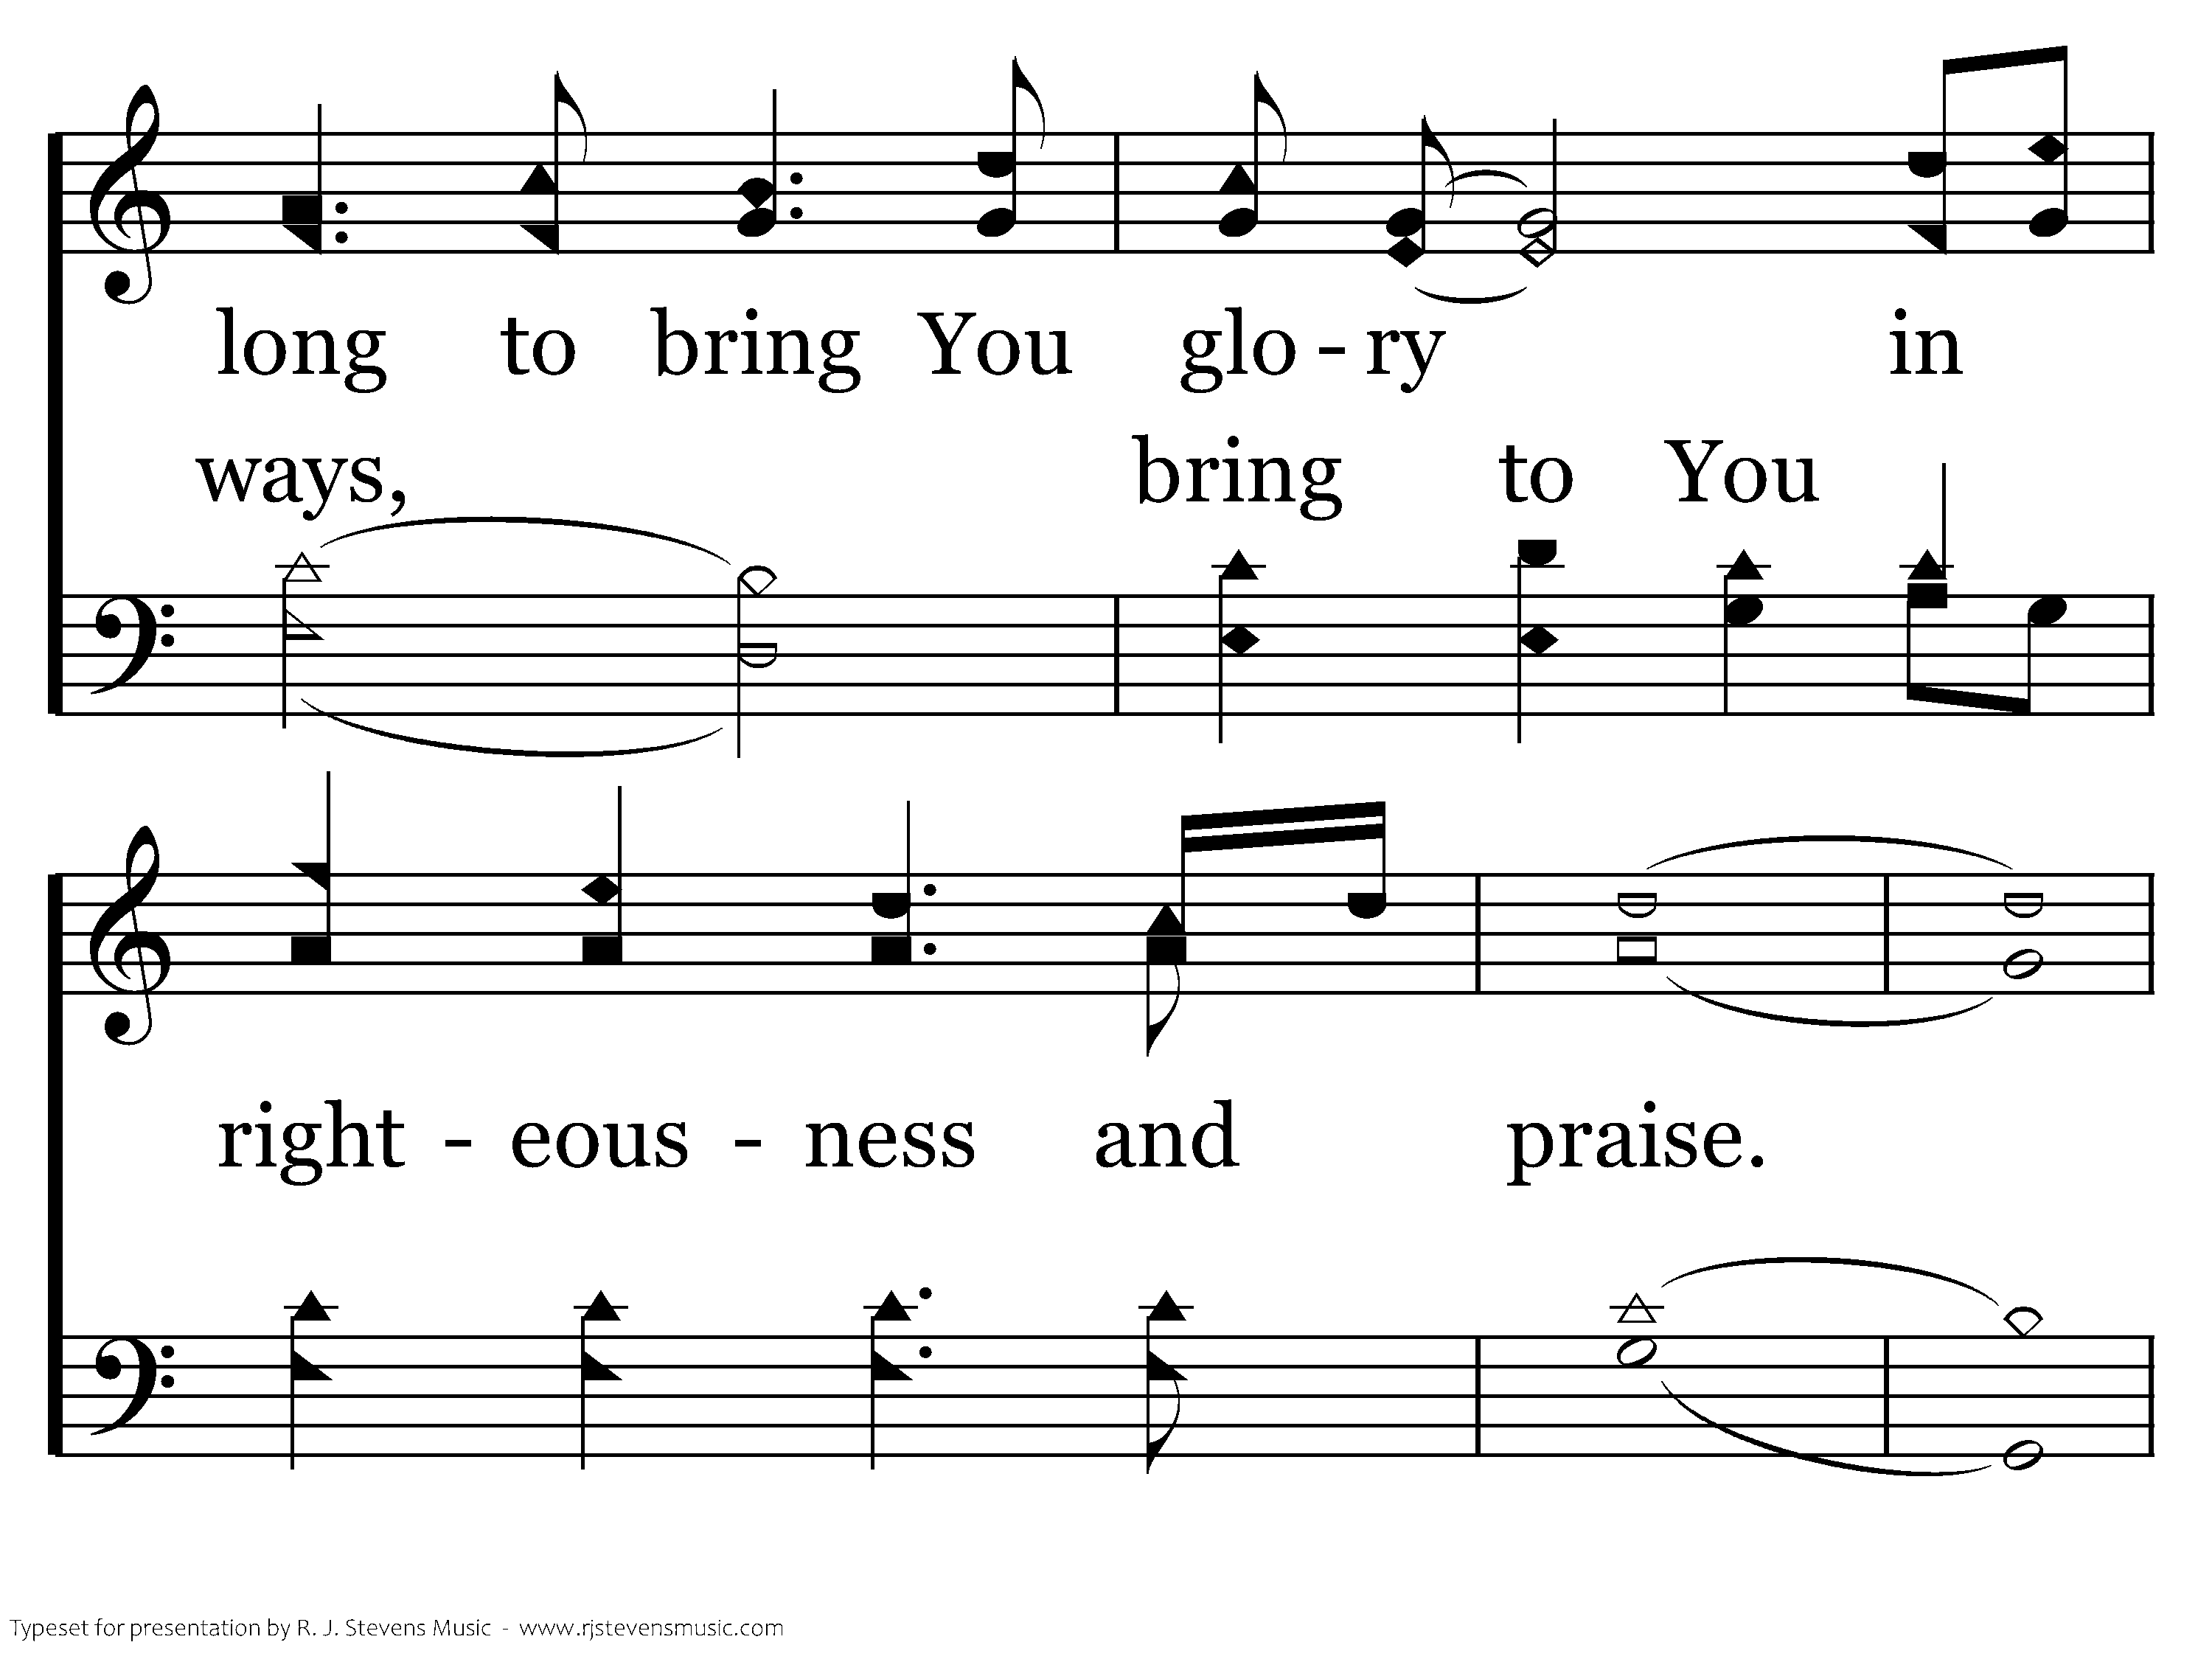 long to bring You glo - ry in
ways, bring to You
right - eous - ness and praise.
Typeset for presentation by R. J. Stevens Music - www.rjstevensmusic.com